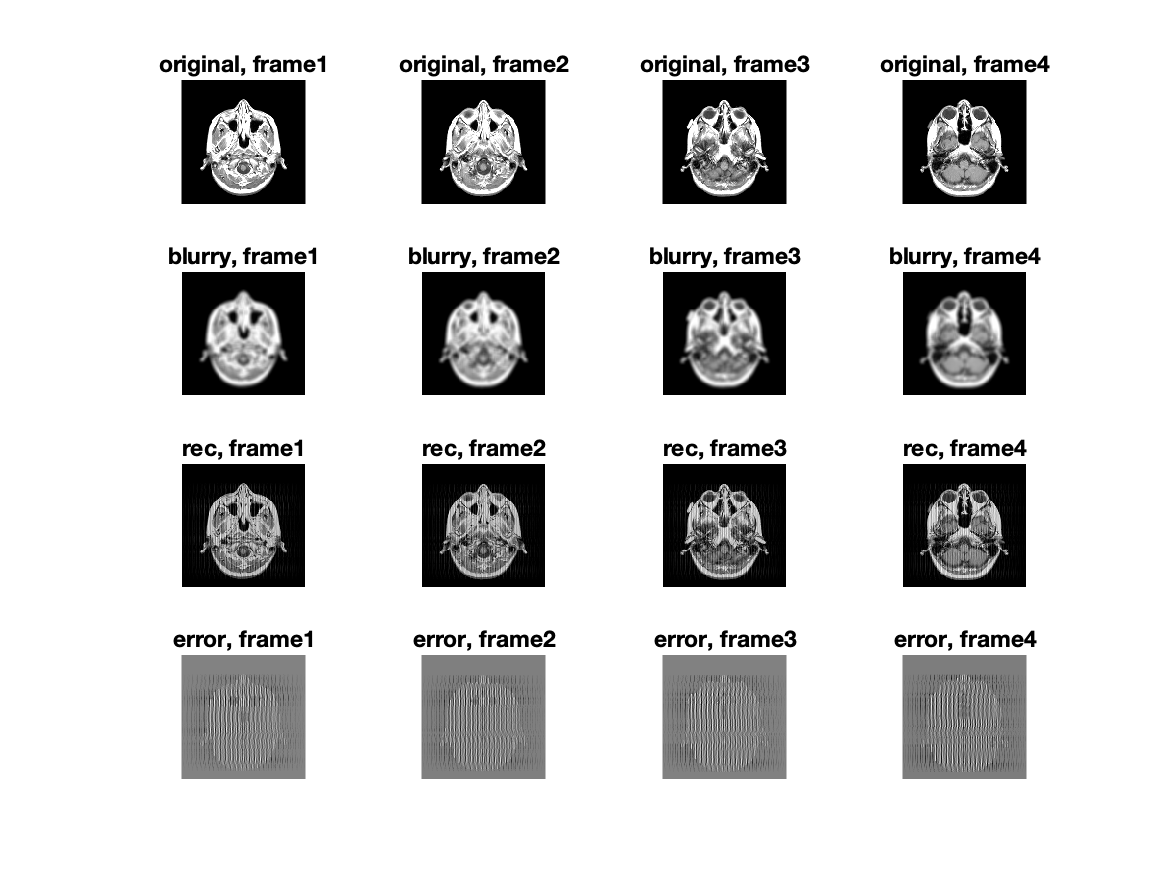 original, frame1 original, frame2 original, frame3 original, frame4
blurry, frame1 blurry, frame2 blurry, frame3 blurry, frame4
rec, frame1 rec, frame2 rec, frame3 rec, frame4
error, frame1 error, frame2 error, frame3 error, frame4